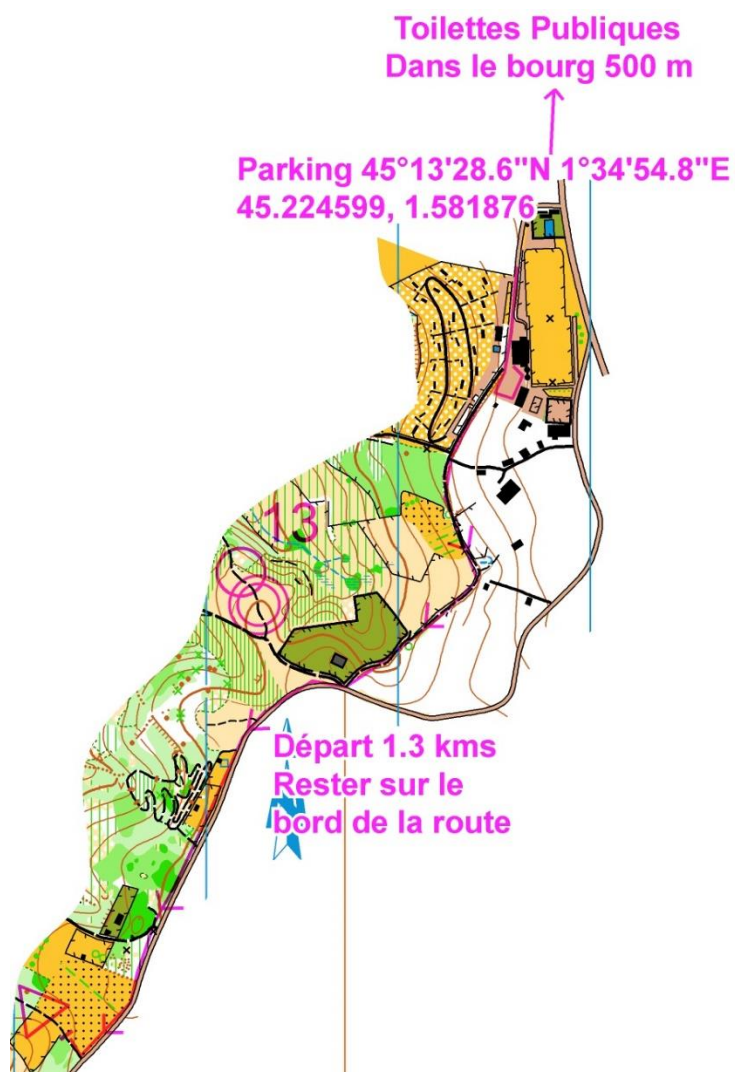 Toilettes Publiques
Dans le bourg 500 m
Parking 45°13'28.6"N 1°34'54.8"E
45.224599, 1.581876
13
Départ 1.3 kms
Rester sur le
bord de la route